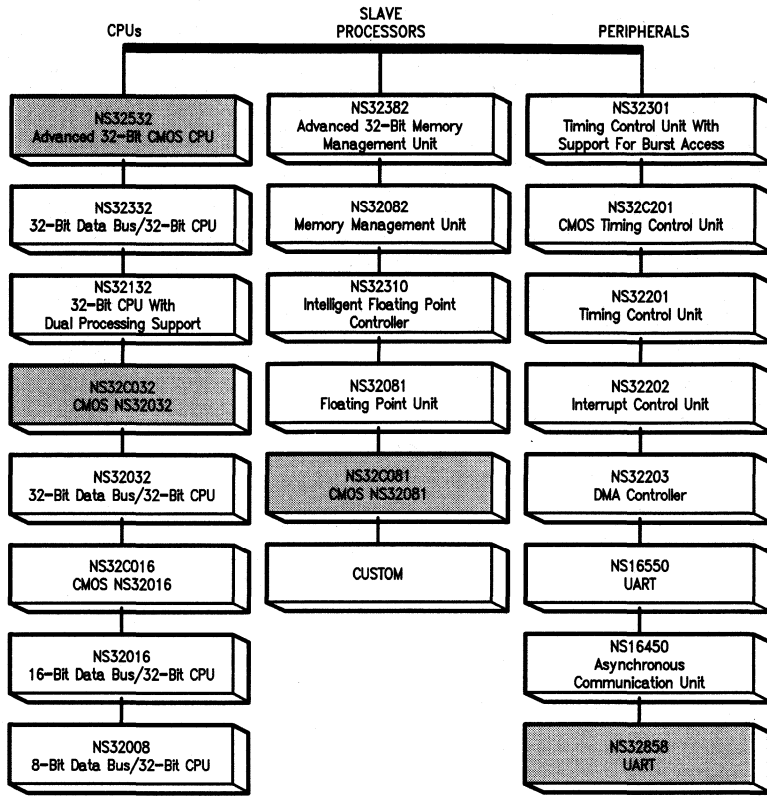 CPUs
SLAVE
PROCESSORS
PERIPHERALS
NS32532
Advanced 32-Bit CMOS CPU
NS32332
32-Bit Data Bus/32-Bit CPU
NS32132
32-Bit CPU With
Dual Processing Support
NS32C032
CMOS NS32032
NS32032
32-Bit Data Bus/32-Bit CPU
NS32C016
CMOS NS32016
NS32016
16-Bit Data Bus/32-Bit CPU
NS32008
8-Bit Data Bus/32-Bit CPU
NS32382
Advanced 32-Bit Memory
Management Unit
NS32082
Memory Management Unit
NS32310
Intelligent Floating Point
Controller
NS32081
Floating Point Unit
NS32C081
CMOS NS32081
CUSTOM
NS32301
Timing Control Unit With
Support For Burst Access
NS32C201
CMOS Timing Control Unit
NS32201
Timing Control Unit
NS32202
Interrupt Control Unit
NS32203
DMA Controller
NS16550
UART
NS16450
Asynchronous
Communication Unit
NS32858
UART